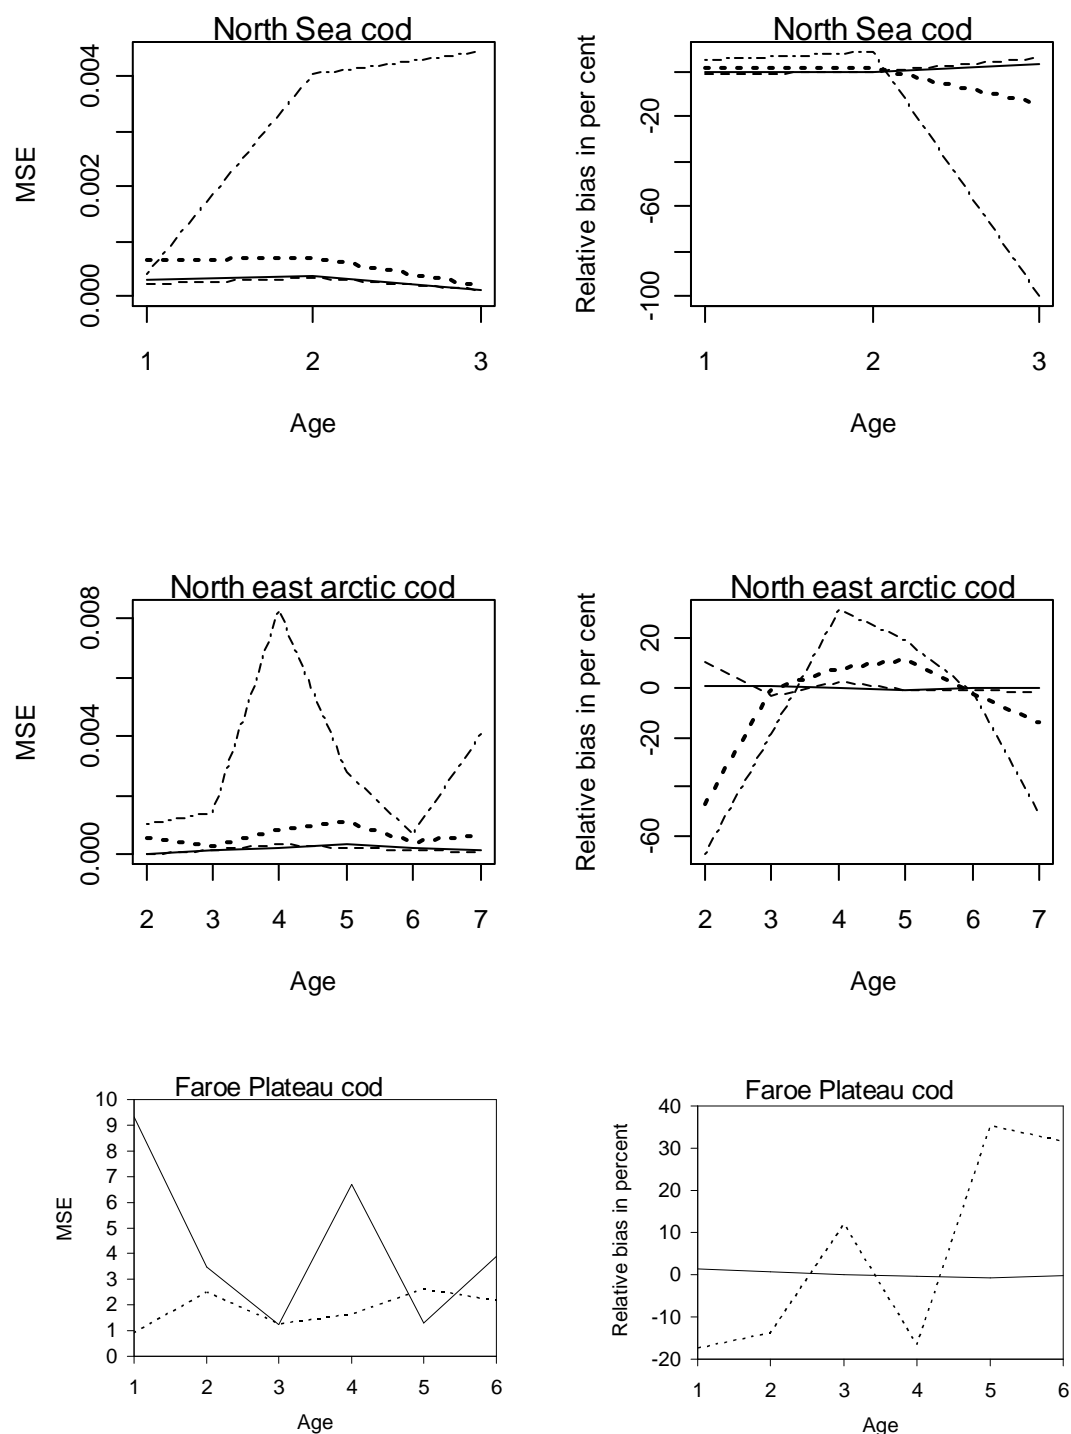 North Sea cod
MSE
0.004
0.002
0.000
1 2 3
Age
North Sea cod
Relative bias in per cent
-20
-60
-100
1 2 3
Age
North east arctic cod
MSE
0.008
0.004
0.000
2 3 4 5 6 7
Age
North east arctic cod
Relative bias in per cent
20
0
-20
-60
2 3 4 5 6 7
Age
Faroe Plateau cod
MSE
10
9
8
7
6
5
4
3
2
1
0
1 2 3 4 5 6
Age
Faroe Plateau cod
Relative bias in percent
40
30
20
10
0
-10
-20
1 2 3 4 5 6
Age